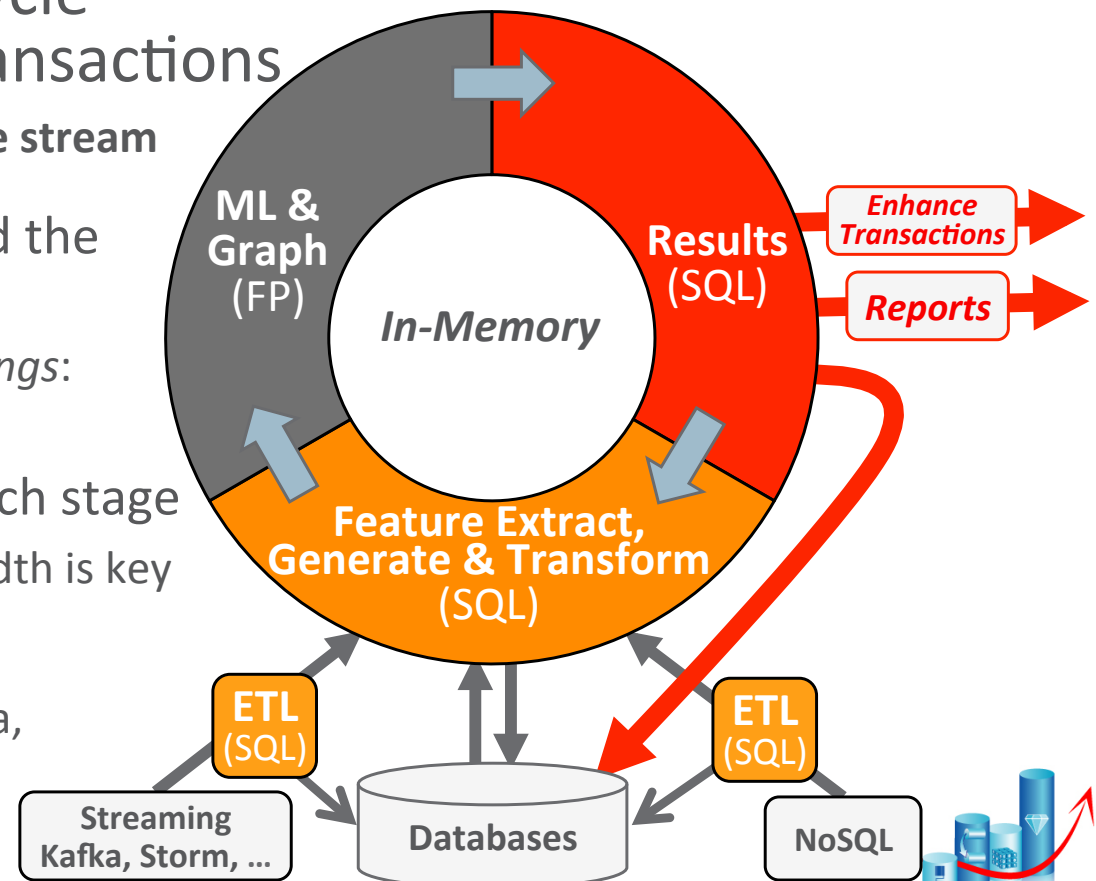 cle
ansactions
e stream
d the
ngs:
ch stage
dth is key
a,
ML &
Graph
(FP)
In-Memory
Results
(SQL)
Enhance
Transactions
Reports
Feature Extract,
Generate & Transform
(SQL)
ETL
(SQL)
ETL
(SQL)
Streaming
Kafka, Storm, ...
Databases
NoSQL